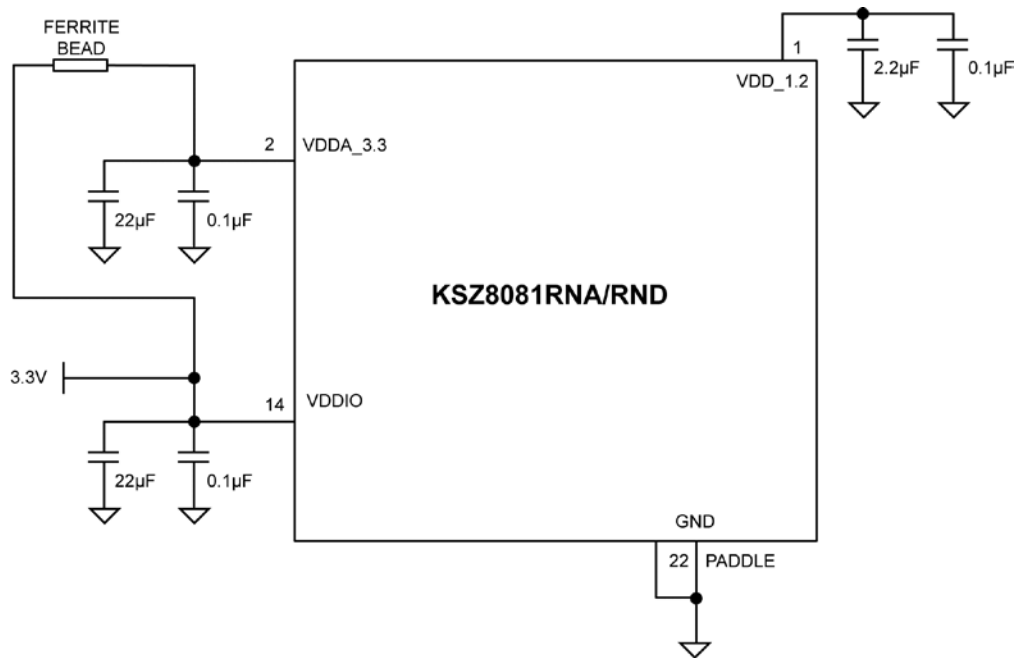 FERRITE
BEAD
1
VDD_1.2
2.2µF
0.1µF
2
VDDA_3.3
22µF
0.1µF
KSZ8081RNA/RND
3.3V
14
VDDIO
22µF
0.1µF
GND
22
PADDLE